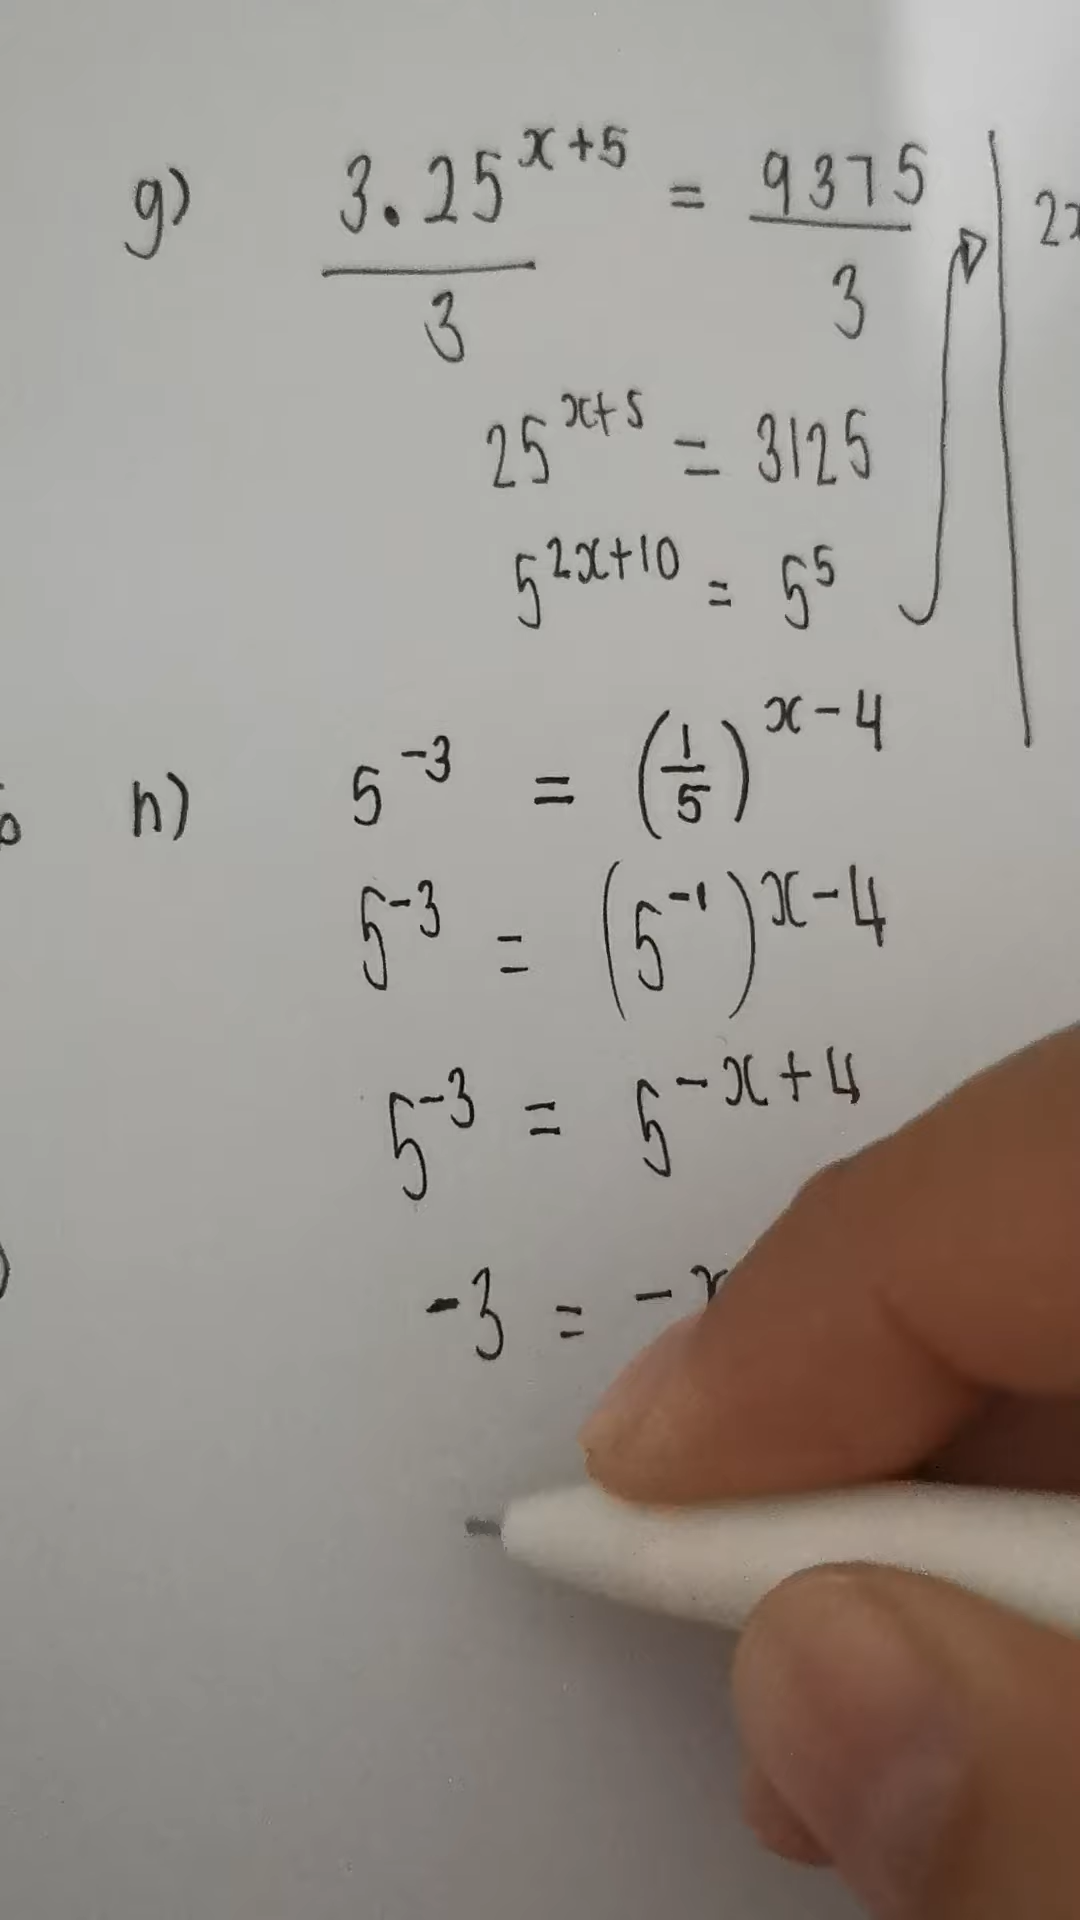 g) 3.25^{x+5} / 3 = 9375 / 3
25^{x+5} = 3125
5^{2x+10} = 5^5
h) 5^{-3} = (1/5)^{x-4}
5^{-3} = (5^{-1})^{x-4}
5^{-3} = 5^{-x+4}
-3 = -x
-